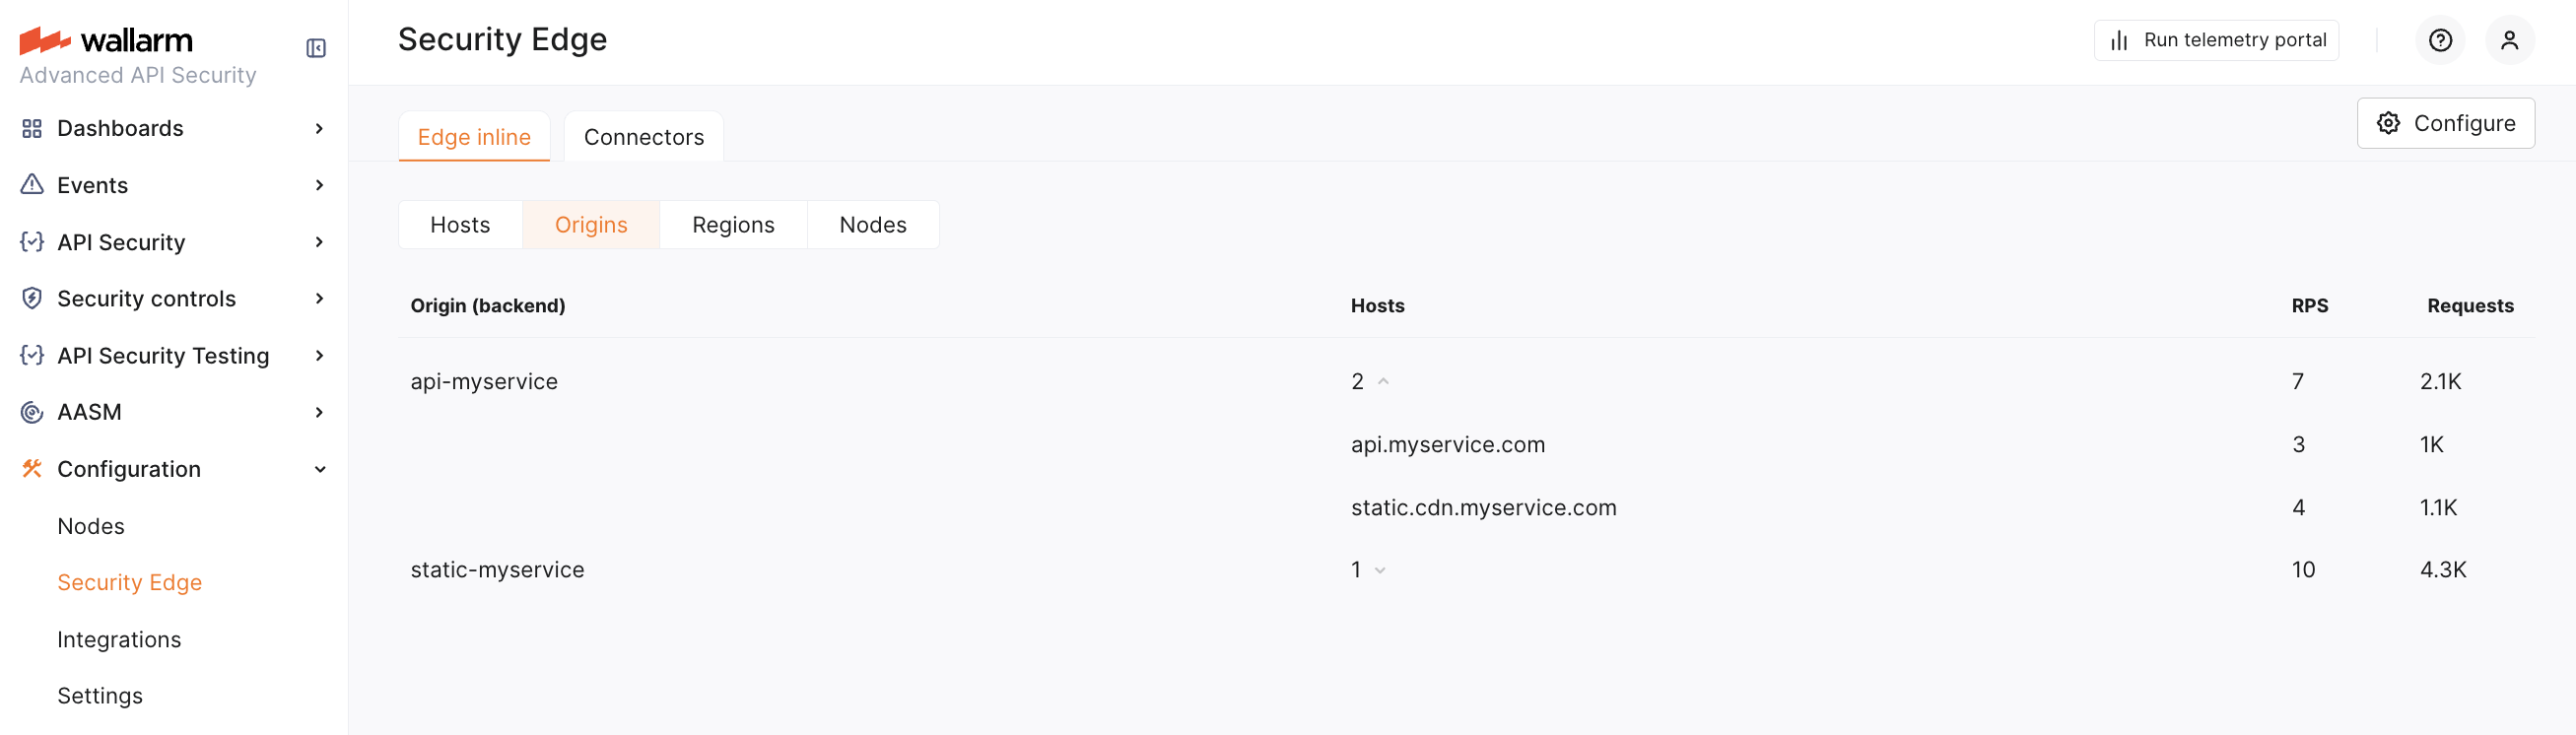 wallarm
Advanced API Security
Dashboards
Events
API Security
Security controls
API Security Testing
AASM
Configuration
Nodes
Security Edge
Integrations
Settings
Security Edge
Run telemetry portal
Edge inline
Connectors
Configure
Hosts
Origins
Regions
Nodes
Origin (backend) Hosts RPS Requests
api-myservice 2 7 2.1K
api.myservice.com 3 1K
static.cdn.myservice.com 4 1.1K
static-myservice 1 10 4.3K